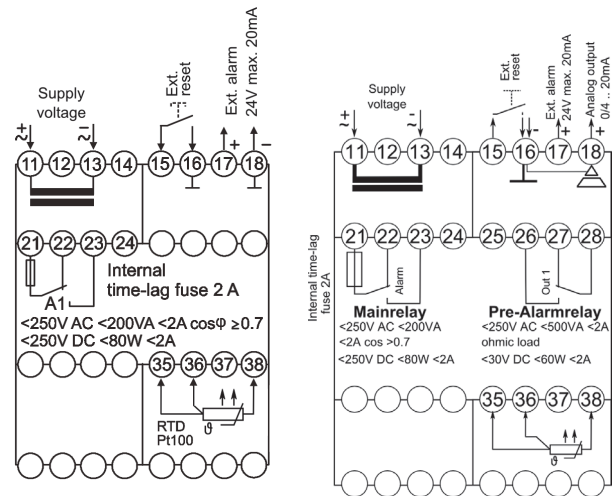 Supply
voltage
Ext.
reset
Ext. alarm
24V max. 20mA
~+
~-
+
-
11 12 13 14 15 16 17 18
21 22 23 24
A1
Internal
time-lag fuse 2 A
<250V AC <200VA <2A cosφ ≥0.7
<250V DC <80W <2A
35 36 37 38
RTD
Pt100
ϑ
Supply
voltage
Ext.
reset
Ext. alarm
24V max. 20mA
Analog output
0/4 .. 20mA
~+
~-
-
+
+
11 12 13 14 15 16 17 18
21 22 23 24 25 26 27 28
Internal time-lag
fuse 2A
Alarm
Out 1
Mainrelay
<250V AC <200VA
<2A cos >0.7
<250V DC <80W <2A
Pre-Alarmrelay
<250V AC <500VA <2A
ohmic load
<30V DC <60W <2A
35 36 37 38
ϑ